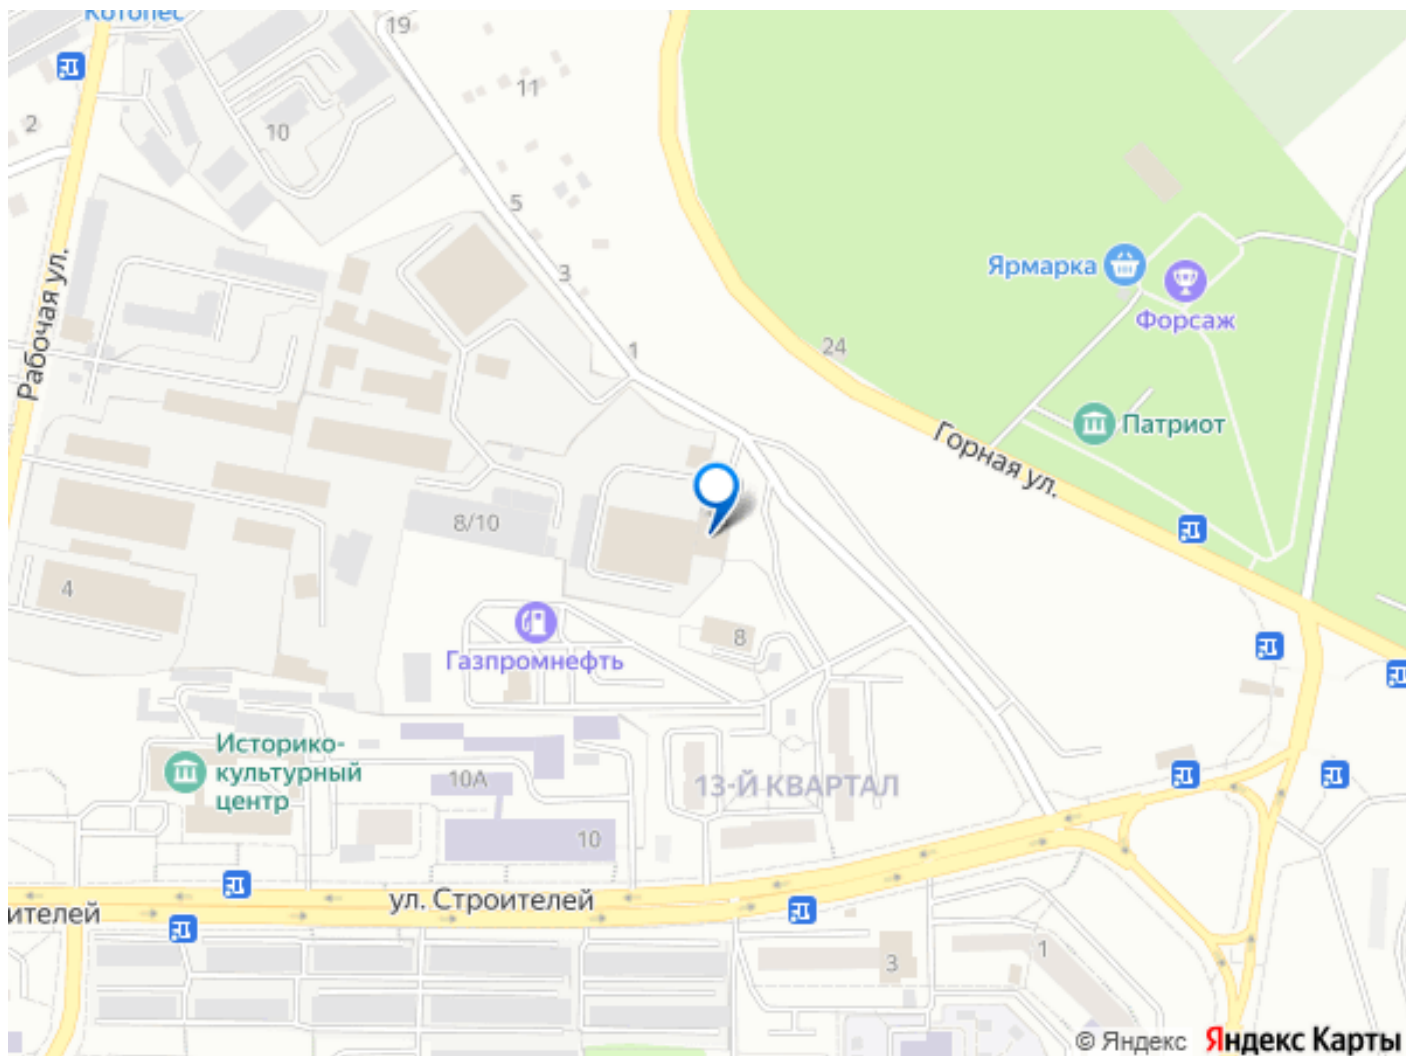 Котопёс
19
11
10
2
5
3
1
Рабочая ул.
Ярмарка
Форсаж
24
Патриот
Горная ул.
8/10
4
8
Газпромнефть
Историко-
культурный
центр
10А
13-Й КВАРТАЛ
10
ул. Строителей
ителей
3
1
© Яндекс Яндекс Карты